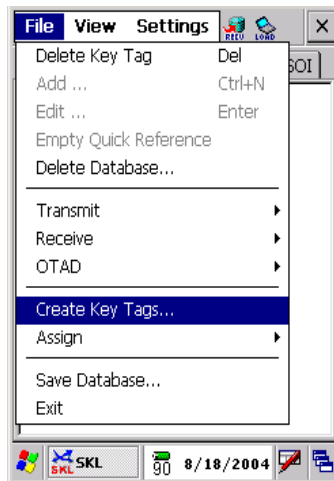 File View Settings RECV LOAD
SOI
Delete Key Tag Del
Add ... Ctrl+N
Edit ... Enter
Empty Quick Reference
Delete Database...
Transmit
Receive
OTAD
Create Key Tags...
Assign
Save Database...
Exit
SKL SKL 90 8/18/2004